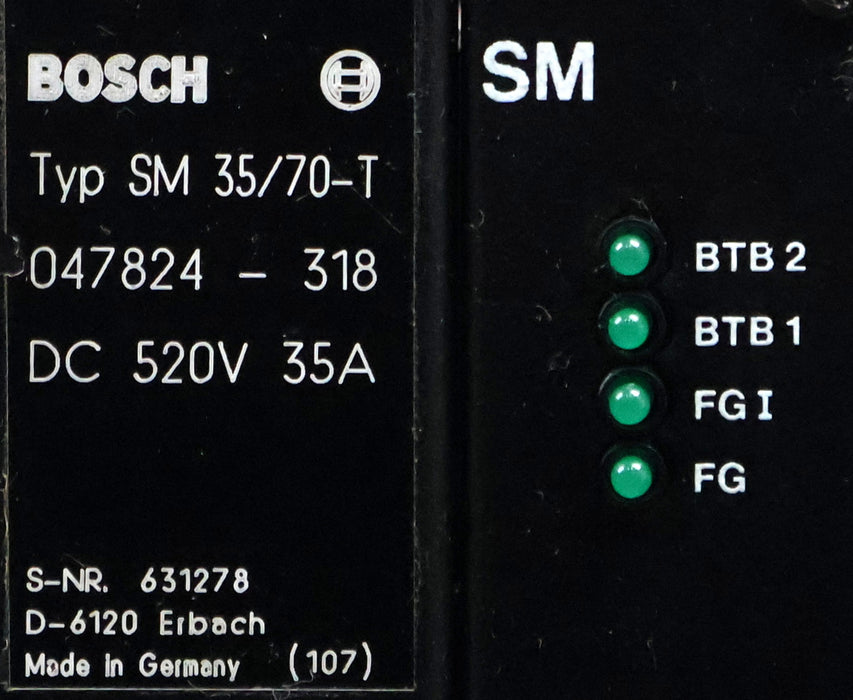 BOSCH
Typ SM 35/70-T
047824 - 318
DC 520V 35A
S-NR. 631278
D-6120 Erbach
Made in Germany (107)
SM
BTB 2
BTB 1
FG I
FG